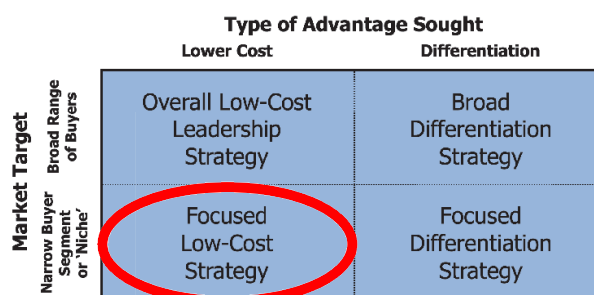 Type of Advantage Sought
Lower Cost
Differentiation
Market Target
Broad Range
of Buyers
Overall Low-Cost
Leadership
Strategy
Broad
Differentiation
Strategy
Narrow Buyer
Segment
or 'Niche'
Focused
Low-Cost
Strategy
Focused
Differentiation
Strategy